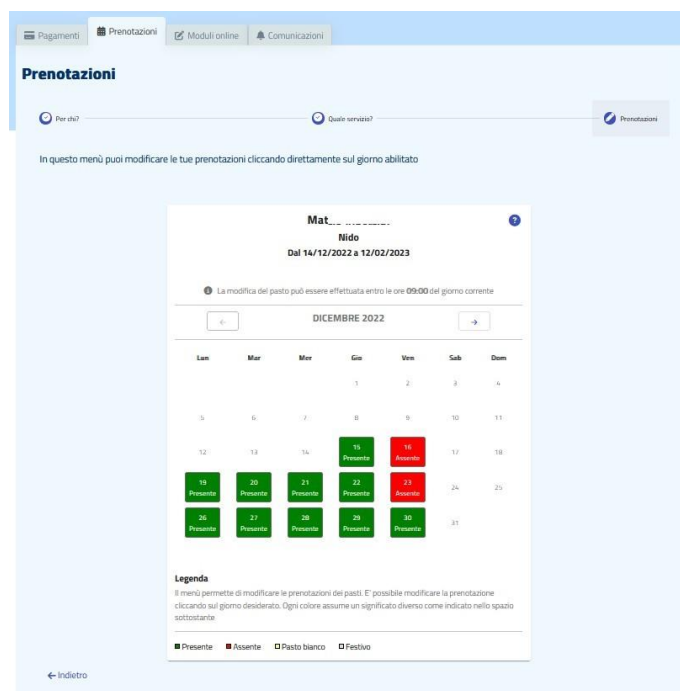 Pagamenti Prenotazioni Moduli online Comunicazioni
Prenotazioni
Per chi? Quale servizio? Prenotazioni
In questo menù puoi modificare le tue prenotazioni cliccando direttamente sul giorno abilitato
Mat
Nido
Dal 14/12/2022 a 12/02/2023
La modifica del pasto può essere effettuata entro le ore 09:00 del giorno corrente
← DICEMBRE 2022 →
Lun Mar Mer Gio Ven Sab Dom
1 2 3 4
5 6 7 8 9 10 11
12 13 14 15 16 17 18
Presente Assente
19 20 21 22 23 24 25
Presente Presente Presente Presente Assente
26 27 28 29 30 31
Presente Presente Presente Presente Presente
Legenda
Il menù permette di modificare le prenotazioni dei pasti. E' possibile modificare la prenotazione
cliccando sul giorno desiderato. Ogni colore assume un significato diverso come indicato nello spazio
sottostante
Presente Assente Pasto bianco Festivo
← Indietro